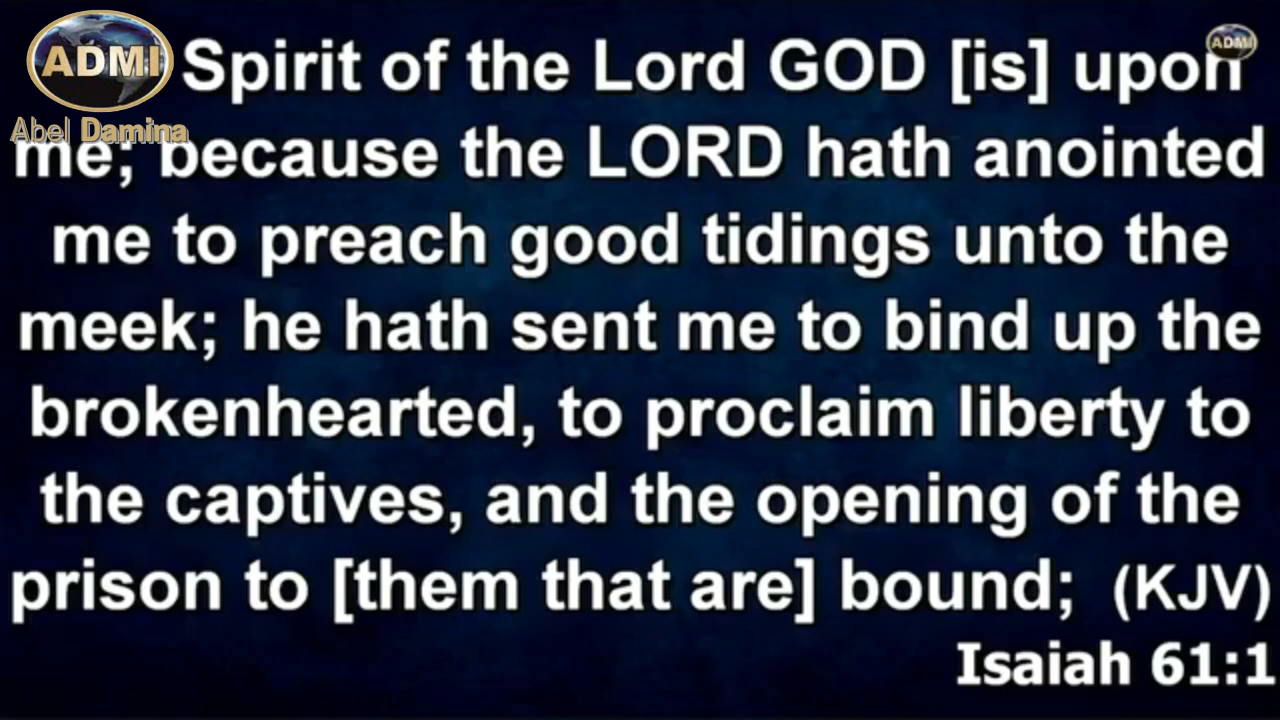 ADMI
Abel Damina
ADMI
Spirit of the Lord GOD [is] upon
me; because the LORD hath anointed
me to preach good tidings unto the
meek; he hath sent me to bind up the
brokenhearted, to proclaim liberty to
the captives, and the opening of the
prison to [them that are] bound; (KJV)
Isaiah 61:1